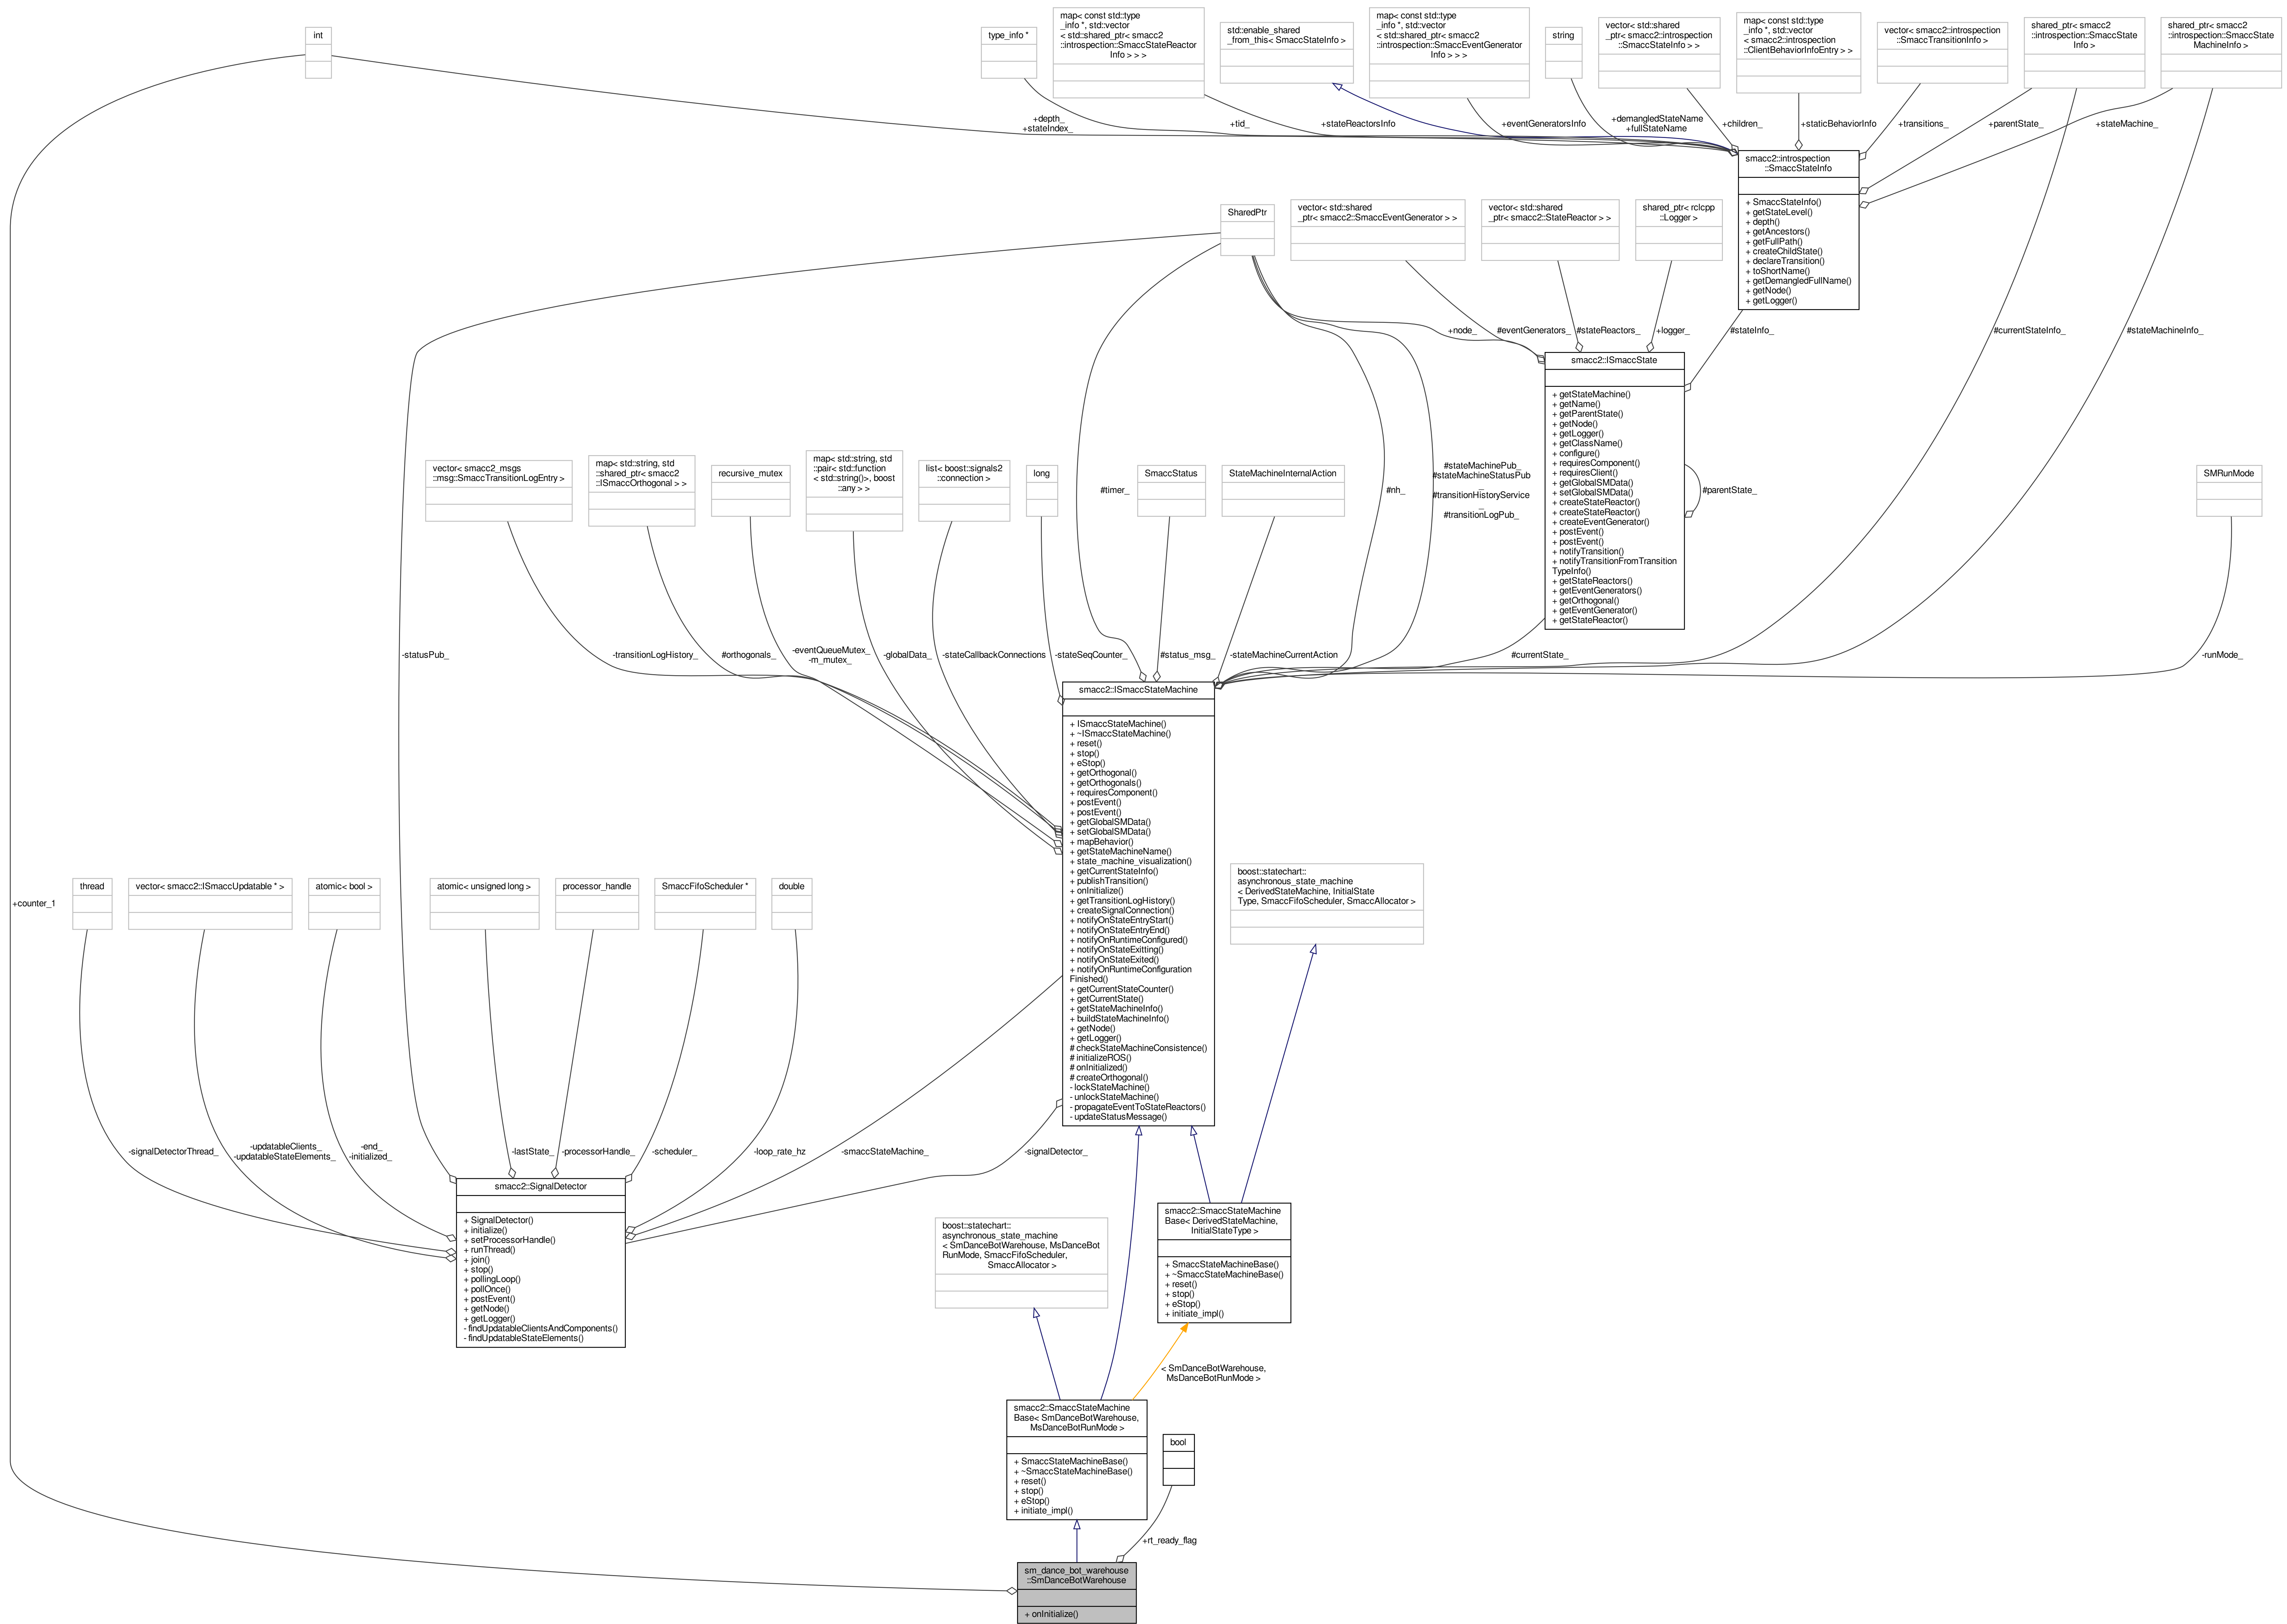 int
type_info *
map< const std::type
_info *, std::vector
< std::shared_ptr< smacc2
::introspection::SmaccStateReactor
Info > > >
std::enable_shared
_from_this< SmaccStateInfo >
map< const std::type
_info *, std::vector
< std::shared_ptr< smacc2
::introspection::SmaccEventGenerator
Info > > >
string
vector< std::shared
_ptr< smacc2::introspection
::SmaccStateInfo > >
map< const std::type
_info *, std::vector
< smacc2::introspection
::ClientBehaviorInfoEntry > >
vector< smacc2::introspection
::SmaccTransitionInfo >
shared_ptr< smacc2
::introspection::SmaccState
Info >
shared_ptr< smacc2
::introspection::SmaccState
MachineInfo >
+depth_
+stateIndex_
+tid_
+stateReactorsInfo
+eventGeneratorsInfo
+demangledStateName
+fullStateName
+children_
+staticBehaviorInfo
+transitions_
+parentState_
+stateMachine_
smacc2::introspection
::SmaccStateInfo
+ SmaccStateInfo()
+ getStateLevel()
+ depth()
+ getAncestors()
+ getFullPath()
+ createChildState()
+ declareTransition()
+ toShortName()
+ getDemangledFullName()
+ getNode()
+ getLogger()
SharedPtr
vector< std::shared
_ptr< smacc2::SmaccEventGenerator > >
vector< std::shared
_ptr< smacc2::StateReactor > >
shared_ptr< rclcpp
::Logger >
+node_
#eventGenerators_
#stateReactors_
+logger_
#stateInfo_
#currentStateInfo_
#stateMachineInfo_
smacc2::ISmaccState
+ getStateMachine()
+ getName()
+ getParentState()
+ getNode()
+ getLogger()
+ getClassName()
+ configure()
+ requiresComponent()
+ requiresClient()
+ getGlobalSMData()
+ setGlobalSMData()
+ createStateReactor()
+ createStateReactor()
+ createEventGenerator()
+ postEvent()
+ postEvent()
+ notifyTransition()
+ notifyTransitionFromTransition
TypeInfo()
+ getStateReactors()
+ getEventGenerators()
+ getOrthogonal()
+ getEventGenerator()
+ getStateReactor()
#parentState_
vector< smacc2_msgs
::msg::SmaccTransitionLogEntry >
map< std::string, std
::shared_ptr< smacc2
::ISmaccOrthogonal > >
recursive_mutex
map< std::string, std
::pair< std::function
< std::string()>, boost
::any > >
list< boost::signals2
::connection >
long
#timer_
SmaccStatus
StateMachineInternalAction
#nh_
#stateMachinePub_
#stateMachineStatusPub
_
#transitionHistoryService
_
#transitionLogPub_
SMRunMode
-statusPub_
-transitionLogHistory_
#orthogonals_
-eventQueueMutex_
-m_mutex_
-globalData_
-stateCallbackConnections
-stateSeqCounter_
#status_msg_
-stateMachineCurrentAction
#currentState_
-runMode_
smacc2::ISmaccStateMachine
+ ISmaccStateMachine()
+ ~ISmaccStateMachine()
+ reset()
+ stop()
+ eStop()
+ getOrthogonal()
+ getOrthogonals()
+ requiresComponent()
+ postEvent()
+ postEvent()
+ getGlobalSMData()
+ setGlobalSMData()
+ mapBehavior()
+ getStateMachineName()
+ state_machine_visualization()
+ getCurrentStateInfo()
+ publishTransition()
+ onInitialize()
+ getTransitionLogHistory()
+ createSignalConnection()
+ notifyOnStateEntryStart()
+ notifyOnStateEntryEnd()
+ notifyOnRuntimeConfigured()
+ notifyOnStateExitting()
+ notifyOnStateExited()
+ notifyOnRuntimeConfiguration
Finished()
+ getCurrentStateCounter()
+ getCurrentState()
+ getStateMachineInfo()
+ buildStateMachineInfo()
+ getNode()
+ getLogger()
# checkStateMachineConsistence()
# initializeROS()
# onInitialized()
# createOrthogonal()
- lockStateMachine()
- unlockStateMachine()
- propagateEventToStateReactors()
- updateStatusMessage()
+counter_1
thread
vector< smacc2::ISmaccUpdatable * >
atomic< bool >
atomic< unsigned long >
processor_handle
SmaccFifoScheduler *
double
boost::statechart::
asynchronous_state_machine
< DerivedStateMachine, InitialState
Type, SmaccFifoScheduler, SmaccAllocator >
-signalDetectorThread_
-updatableClients_
-updatableStateElements_
-end_
-initialized_
-lastState_
-processorHandle_
-scheduler_
-loop_rate_hz
-smaccStateMachine_
-signalDetector_
smacc2::SignalDetector
+ SignalDetector()
+ initialize()
+ setProcessorHandle()
+ runThread()
+ join()
+ stop()
+ pollingLoop()
+ pollOnce()
+ postEvent()
+ getNode()
+ getLogger()
- findUpdatableClientsAndComponents()
- findUpdatableStateElements()
boost::statechart::
asynchronous_state_machine
< SmDanceBotWarehouse, MsDanceBot
RunMode, SmaccFifoScheduler,
SmaccAllocator >
smacc2::SmaccStateMachine
Base< DerivedStateMachine,
InitialStateType >
+ SmaccStateMachineBase()
+ ~SmaccStateMachineBase()
+ reset()
+ stop()
+ eStop()
+ initiate_impl()
< SmDanceBotWarehouse,
MsDanceBotRunMode >
smacc2::SmaccStateMachine
Base< SmDanceBotWarehouse,
MsDanceBotRunMode >
+ SmaccStateMachineBase()
+ ~SmaccStateMachineBase()
+ reset()
+ stop()
+ eStop()
+ initiate_impl()
bool
+rt_ready_flag
sm_dance_bot_warehouse
::SmDanceBotWarehouse
+ onInitialize()